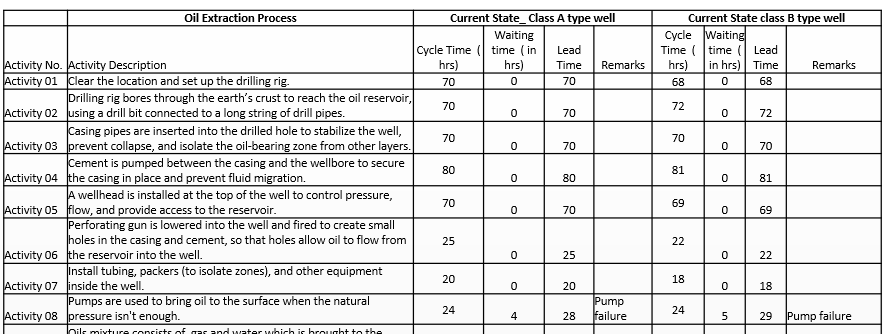 Oil Extraction Process Current State_ Class A type well Current State class B type well
Activity No. Activity Description Cycle Time ( hrs) Waiting time ( in hrs) Lead Time Remarks Cycle Time ( hrs) Waiting time ( in hrs) Lead Time Remarks
Activity 01 Clear the location and set up the drilling rig. 70 0 70 68 0 68
Drilling rig bores through the earth's crust to reach the oil reservoir,
Activity 02 using a drill bit connected to a long string of drill pipes. 70 0 70 72 0 72
Casing pipes are inserted into the drilled hole to stabilize the well,
Activity 03 prevent collapse, and isolate the oil-bearing zone from other layers. 70 0 70 70 0 70
Cement is pumped between the casing and the wellbore to secure
Activity 04 the casing in place and prevent fluid migration. 80 0 80 81 0 81
A wellhead is installed at the top of the well to control pressure,
Activity 05 flow, and provide access to the reservoir. 70 0 70 69 0 69
Perforating gun is lowered into the well and fired to create small
holes in the casing and cement, so that holes allow oil to flow from
Activity 06 the reservoir into the well. 25 0 25 22 0 22
Install tubing, packers (to isolate zones), and other equipment
Activity 07 inside the well. 20 0 20 18 0 18
Pumps are used to bring oil to the surface when the natural
Activity 08 pressure isn't enough. 24 4 28 Pump failure 24 5 29 Pump failure
Oils mixture consists of gas and water which is brought to the